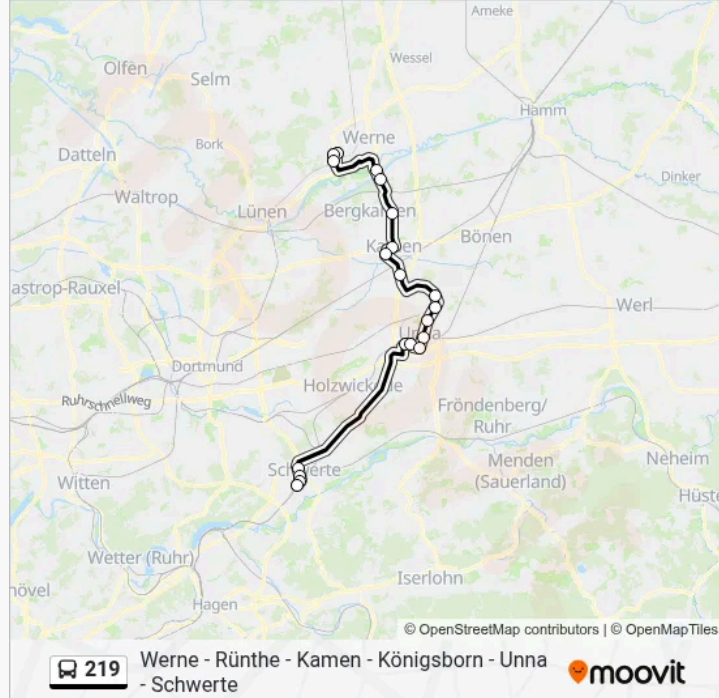 Ameke
Wessel
Olfen
Selm
Hamm
Werne
Datteln
Bork
Dinker
Waltrop
Lünen
Bergkamen
Bönen
Kamen
astrop-Rauxel
Werl
Unna
Dortmund
Holzwickede
Ruhrschnellweg
Fröndenberg/
Ruhr
Schwerte
Menden
(Sauerland)
Neheim
Witten
Hüste
Wetter (Ruhr)
Iserlohn
hövel
Hagen
© OpenStreetMap contributors | © OpenMapTiles
219
Werne - Rünthe - Kamen - Königsborn - Unna
- Schwerte
moovit